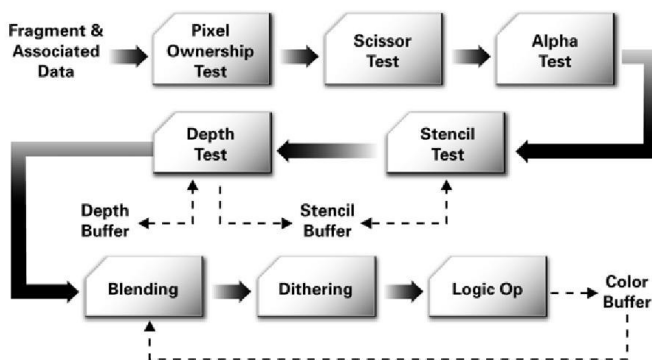 Fragment &
Associated
Data
Pixel
Ownership
Test
Scissor
Test
Alpha
Test
Depth
Test
Stencil
Test
Depth
Buffer
Stencil
Buffer
Blending
Dithering
Logic Op
Color
Buffer